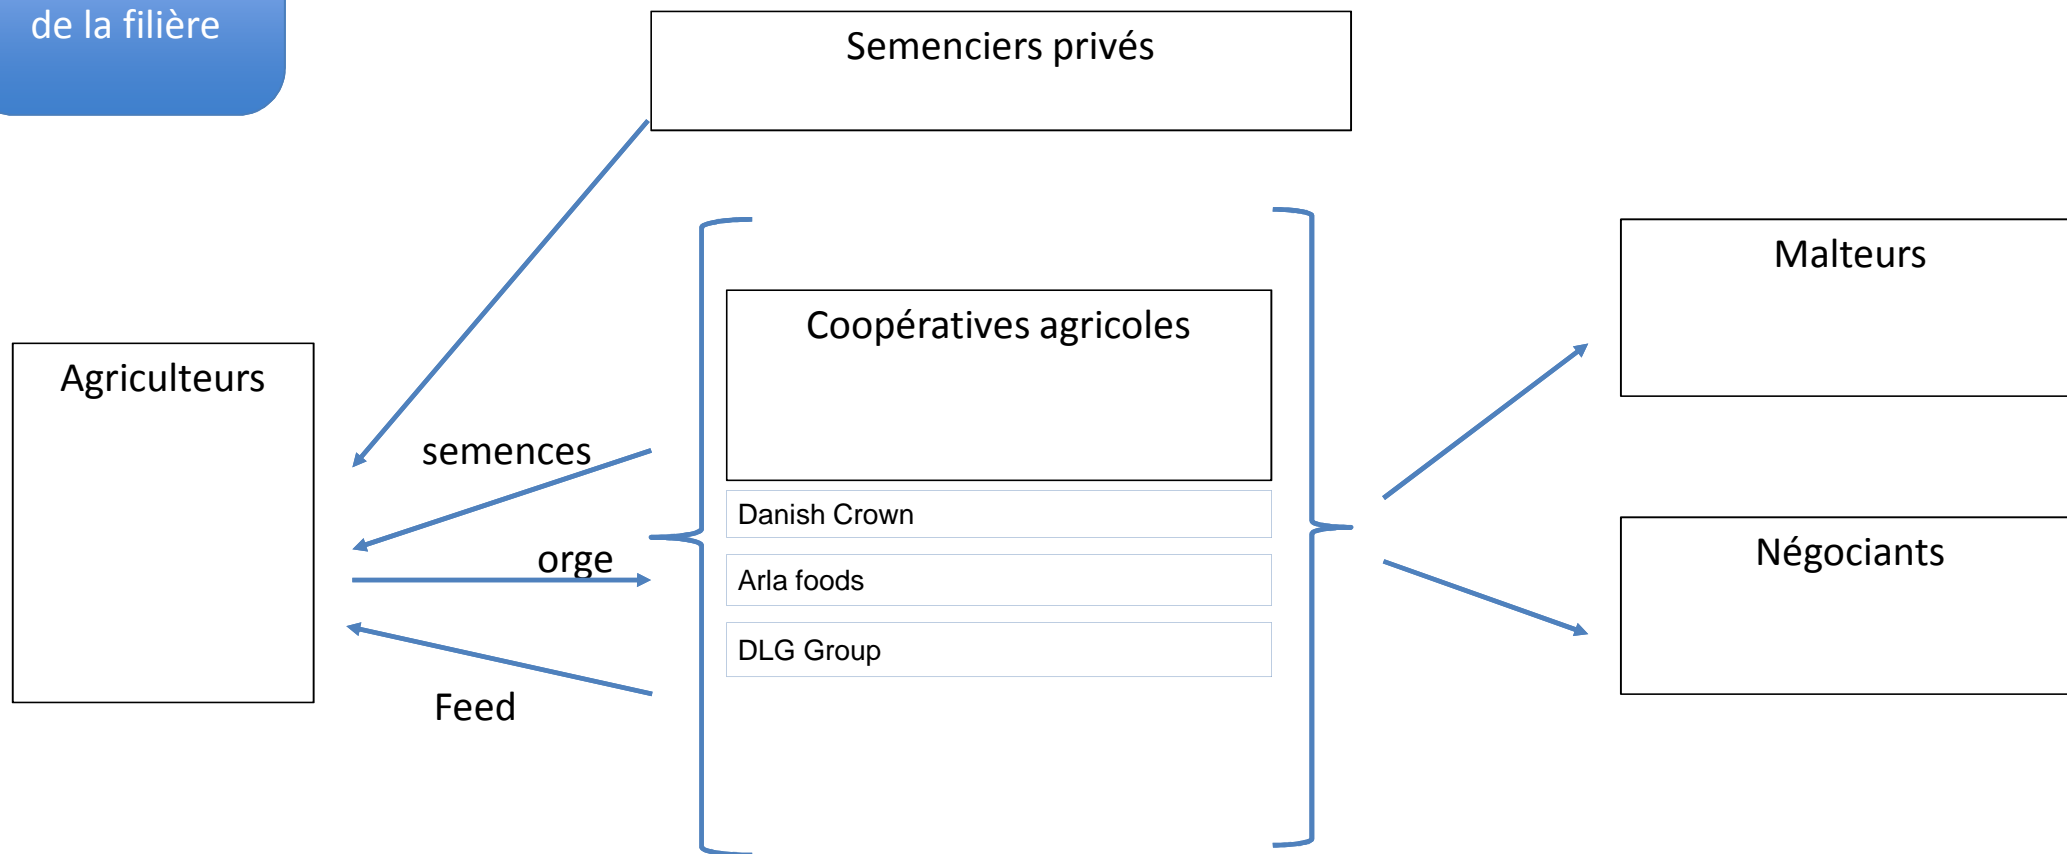 de la filière
Semenciers privés
Malteurs
Coopératives agricoles
Agriculteurs
semences
Danish Crown
orge
Négociants
Arla foods
DLG Group
Feed